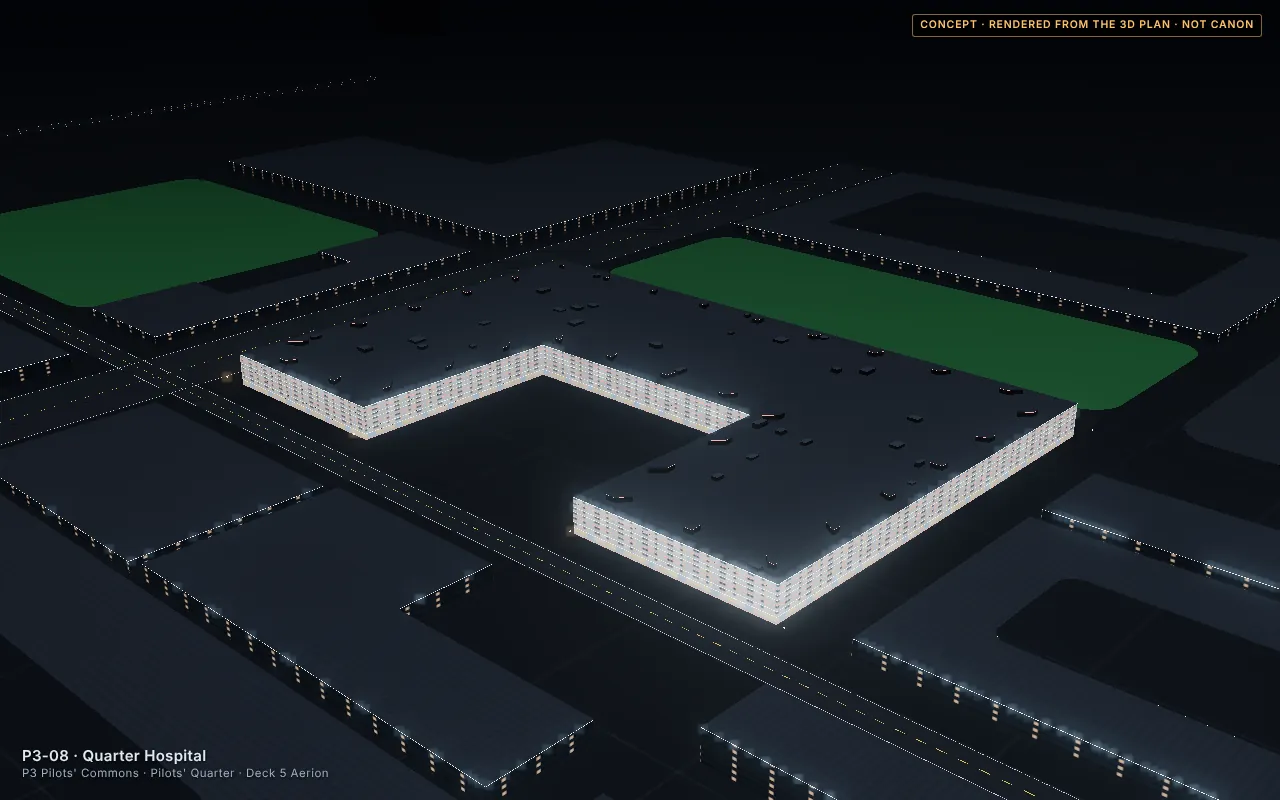 CONCEPT · RENDERED FROM THE 3D PLAN · NOT CANON
P3-08 · Quarter Hospital
P3 Pilots' Commons · Pilots' Quarter · Deck 5 Aerion